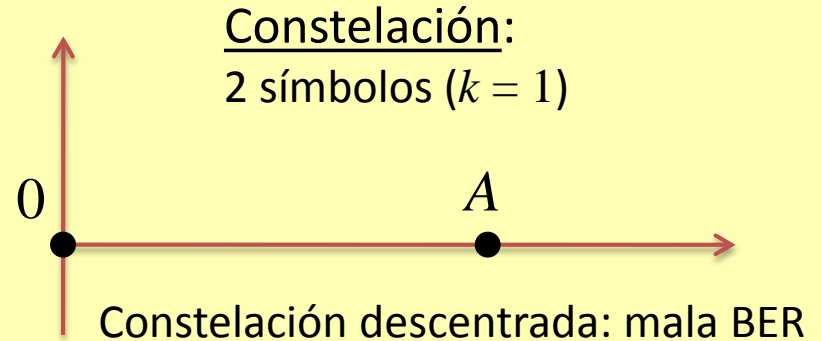 Constelación:
2 símbolos (k = 1)
0
A
Constelación descentrada: mala BER